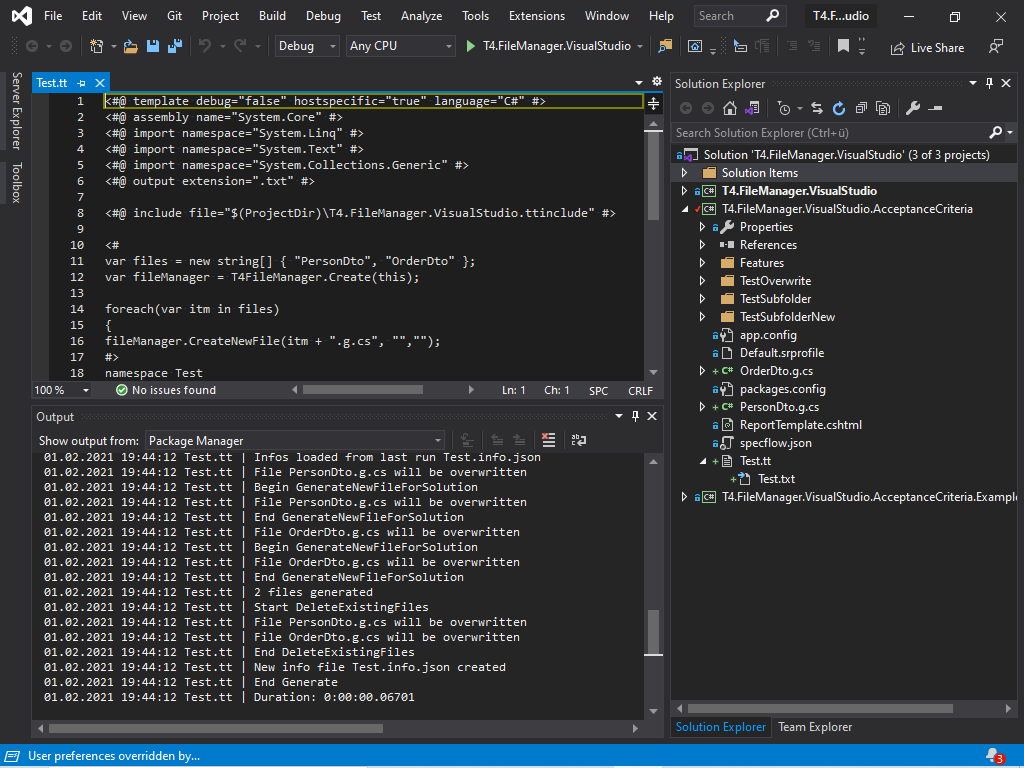 File Edit View Git Project Build Debug Test Analyze Tools Extensions Window Help Search T4.F...udio
Debug Any CPU T4.FileManager.VisualStudio Live Share
Server Explorer
Toolbox
Test.tt
1 <#@ template debug="false" hostspecific="true" language="C#" #>
2 <#@ assembly name="System.Core" #>
3 <#@ import namespace="System.Linq" #>
4 <#@ import namespace="System.Text" #>
5 <#@ import namespace="System.Collections.Generic" #>
6 <#@ output extension=".txt" #>
7
8 <#@ include file="$(ProjectDir)\T4.FileManager.VisualStudio.ttinclude" #>
9
10 <#
11 var files = new string[] { "PersonDto", "OrderDto" };
12 var fileManager = T4FileManager.Create(this);
13
14 foreach(var itm in files)
15 {
16 fileManager.CreateNewFile(itm + ".g.cs", "","");
17 #>
18 namespace Test
100 % No issues found Ln: 1 Ch: 1 SPC CRLF
Output
Show output from: Package Manager
01.02.2021 19:44:12 Test.tt | Infos loaded from last run Test.info.json
01.02.2021 19:44:12 Test.tt | File PersonDto.g.cs will be overwritten
01.02.2021 19:44:12 Test.tt | Begin GenerateNewFileForSolution
01.02.2021 19:44:12 Test.tt | File PersonDto.g.cs will be overwritten
01.02.2021 19:44:12 Test.tt | End GenerateNewFileForSolution
01.02.2021 19:44:12 Test.tt | File OrderDto.g.cs will be overwritten
01.02.2021 19:44:12 Test.tt | Begin GenerateNewFileForSolution
01.02.2021 19:44:12 Test.tt | File OrderDto.g.cs will be overwritten
01.02.2021 19:44:12 Test.tt | End GenerateNewFileForSolution
01.02.2021 19:44:12 Test.tt | 2 files generated
01.02.2021 19:44:12 Test.tt | Start DeleteExistingFiles
01.02.2021 19:44:12 Test.tt | File PersonDto.g.cs will be overwritten
01.02.2021 19:44:12 Test.tt | File OrderDto.g.cs will be overwritten
01.02.2021 19:44:12 Test.tt | End DeleteExistingFiles
01.02.2021 19:44:12 Test.tt | New info file Test.info.json created
01.02.2021 19:44:12 Test.tt | End Generate
01.02.2021 19:44:12 Test.tt | Duration: 0:00:00.06701
Solution Explorer
Search Solution Explorer (Ctrl+ü)
Solution 'T4.FileManager.VisualStudio' (3 of 3 projects)
Solution Items
C# T4.FileManager.VisualStudio
C# T4.FileManager.VisualStudio.AcceptanceCriteria
Properties
References
Features
TestOverwrite
TestSubfolder
TestSubfolderNew
app.config
Default.srprofile
C# OrderDto.g.cs
packages.config
C# PersonDto.g.cs
ReportTemplate.cshtml
specflow.json
Test.tt
Test.txt
C# T4.FileManager.VisualStudio.AcceptanceCriteria.Example
Solution Explorer Team Explorer
User preferences overridden by... 3